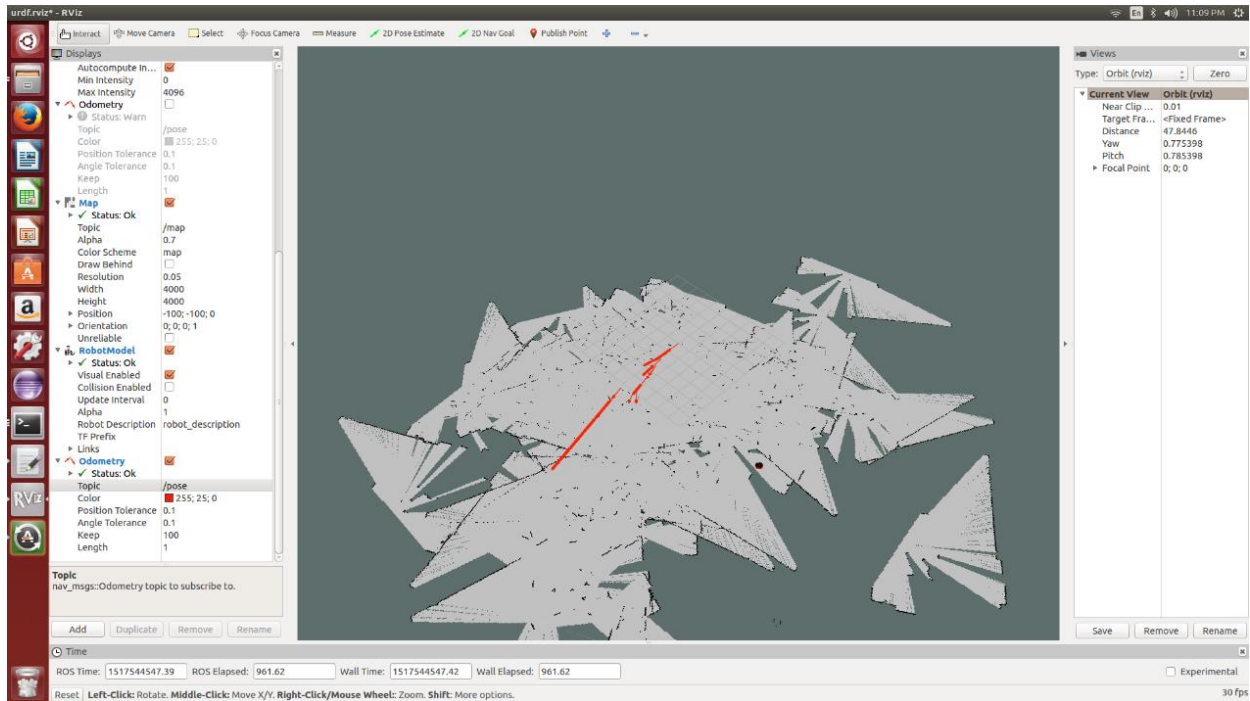 urdf.rviz* - RViz
En 11:09 PM
Interact Move Camera Select Focus Camera Measure 2D Pose Estimate 2D Nav Goal Publish Point
Displays
Autocompute In...
Min Intensity 0
Max Intensity 4096
Odometry
Status: Warn
Topic /pose
Color 255; 25; 0
Position Tolerance 0.1
Angle Tolerance 0.1
Keep 100
Length 1
Map
Status: Ok
Topic /map
Alpha 0.7
Color Scheme map
Draw Behind
Resolution 0.05
Width 4000
Height 4000
Position -100; -100; 0
Orientation 0; 0; 0; 1
Unreliable
RobotModel
Status: Ok
Visual Enabled
Collision Enabled
Update Interval 0
Alpha 1
Robot Description robot_description
TF Prefix
Links
Odometry
Status: Ok
Topic /pose
Color 255; 25; 0
Position Tolerance 0.1
Angle Tolerance 0.1
Keep 100
Length 1
Topic
nav_msgs::Odometry topic to subscribe to.
Add Duplicate Remove Rename
Views
Type: Orbit (rviz) Zero
Current View Orbit (rviz)
Near Clip ... 0.01
Target Fra... <Fixed Frame>
Distance 47.8446
Yaw 0.775398
Pitch 0.785398
Focal Point 0; 0; 0
Save Remove Rename
Time
ROS Time: 1517544547.39 ROS Elapsed: 961.62 Wall Time: 1517544547.42 Wall Elapsed: 961.62 Experimental
Reset Left-Click: Rotate. Middle-Click: Move X/Y. Right-Click/Mouse Wheel:: Zoom. Shift: More options. 30 fps
RViz